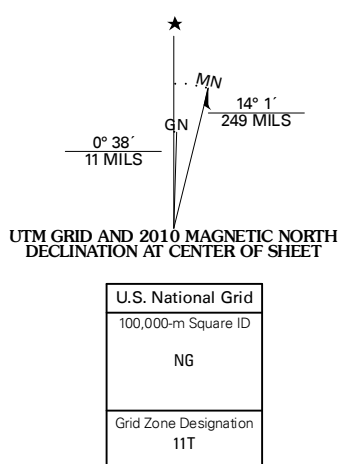 ★
MN
GN
14° 1´
249 MILS
0° 38´
11 MILS
UTM GRID AND 2010 MAGNETIC NORTH
DECLINATION AT CENTER OF SHEET
U.S. National Grid
100,000-m Square ID
NG
Grid Zone Designation
11T